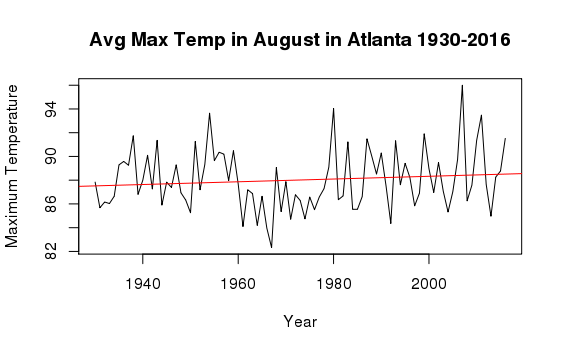 Avg Max Temp in August in Atlanta 1930-2016
Maximum Temperature
94
90
86
82
1940
1960
1980
2000
Year